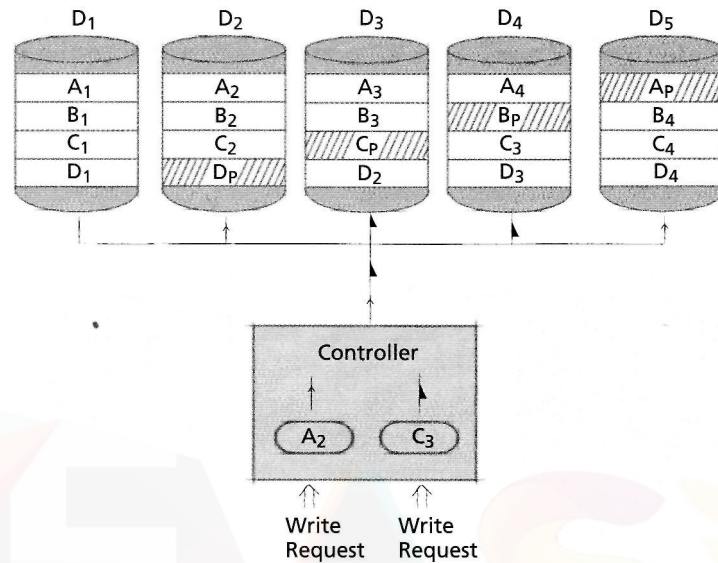 D₁ D₂ D₃ D₄ D₅
A₁ A₂ A₃ A₄ Aₚ
B₁ B₂ B₃ Bₚ B₄
C₁ C₂ Cₚ C₃ C₄
D₁ Dₚ D₂ D₃ D₄
Controller
A₂ C₃
Write Write
Request Request